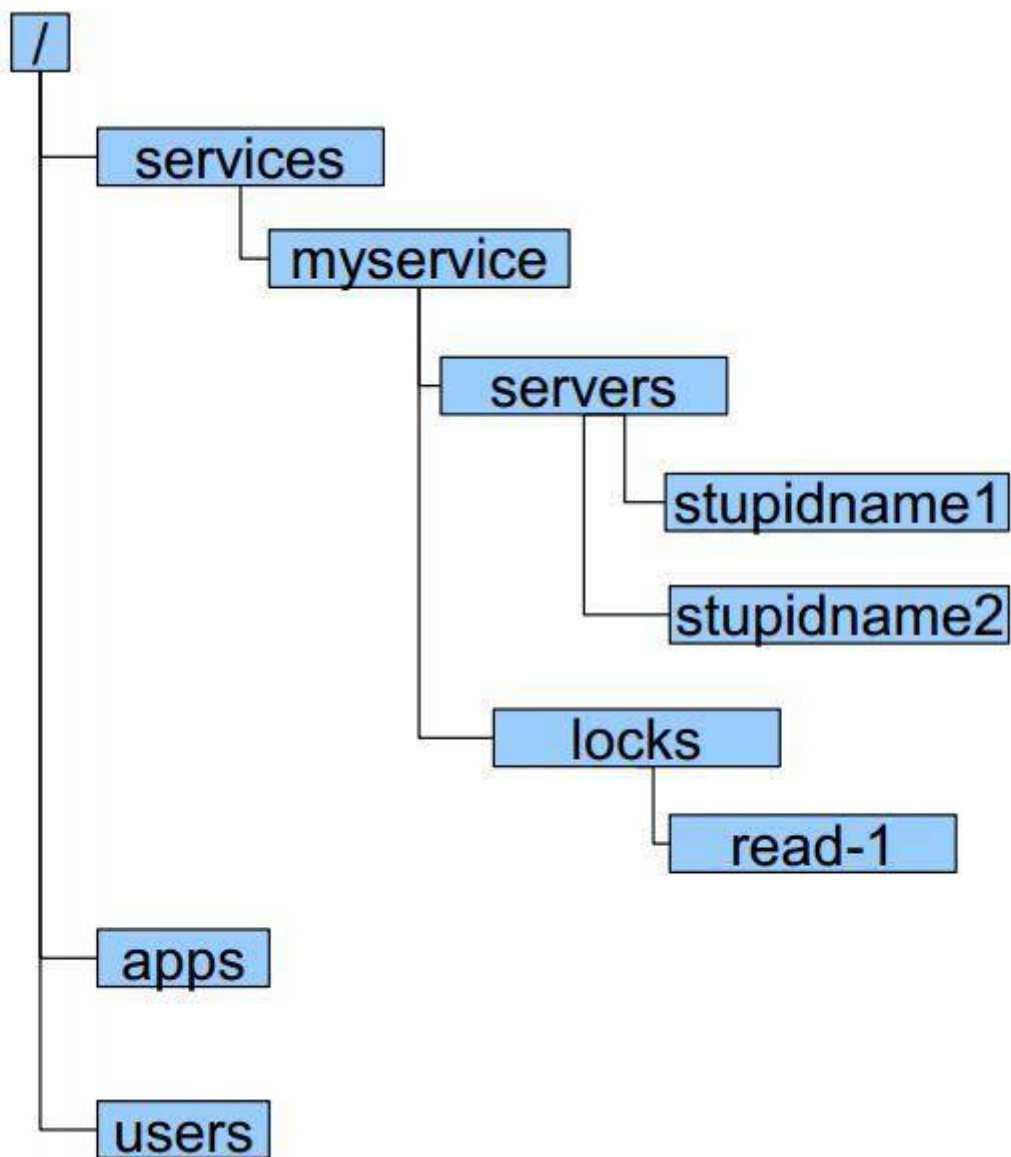 /
services
myservice
servers
stupidname1
stupidname2
locks
read-1
apps
users